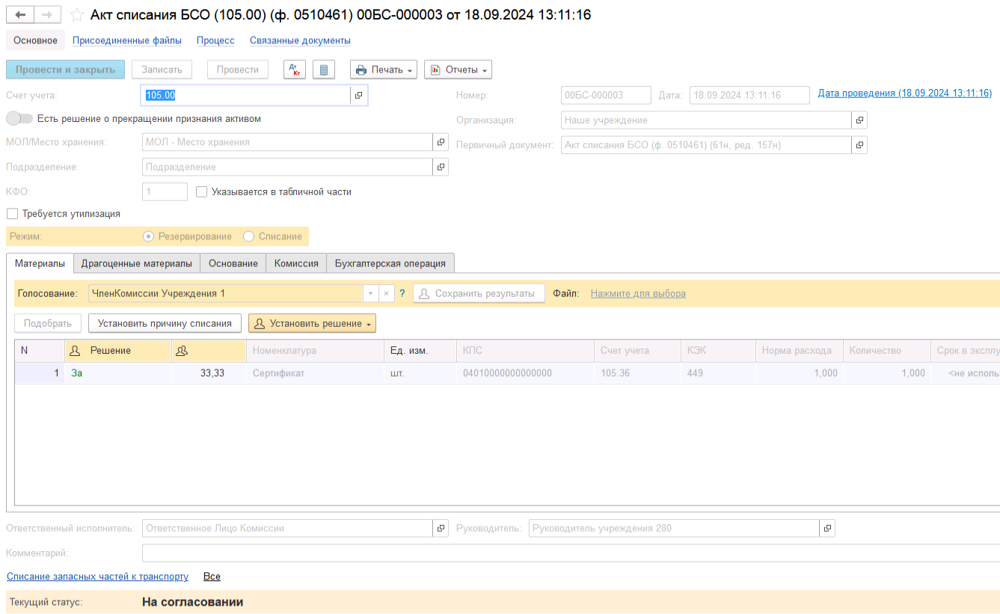 Акт списания БСО (105.00) (ф. 0510461) 00БС-000003 от 18.09.2024 13:11:16
Основное Присоединенные файлы Процесс Связанные документы
Провести и закрыть Записать Провести Дт Кт Печать Отчеты
Счет учета: 105.00 Номер: 00БС-000003 Дата: 18.09.2024 13:11:16 Дата проведения (18.09.2024 13:11:16)
Есть решение о прекращении признания активом Организация: Наше учреждение
МОЛ/Место хранения: МОЛ - Место хранения Первичный документ: Акт списания БСО (ф. 0510461) (61н, ред. 157н)
Подразделение: Подразделение
КФО: 1 Указывается в табличной части
Требуется утилизация
Режим: Резервирование Списание
Материалы Драгоценные материалы Основание Комиссия Бухгалтерская операция
Голосование: ЧленКомиссии Учреждения 1 ? Сохранить результаты Файл: Нажмите для выбора
Подобрать Установить причину списания Установить решение
N Решение Номенклатура Ед. изм. КПС Счет учета КЭК Норма расхода Количество Срок в эксплу
1 За 33,33 Сертификат шт. 04010000000000000 105.36 449 1,000 1,000 <не исполь
Ответственный исполнитель: Ответственное Лицо Комиссии Руководитель: Руководитель учреждения 280
Комментарий:
Списание запасных частей к транспорту Все
Текущий статус: На согласовании